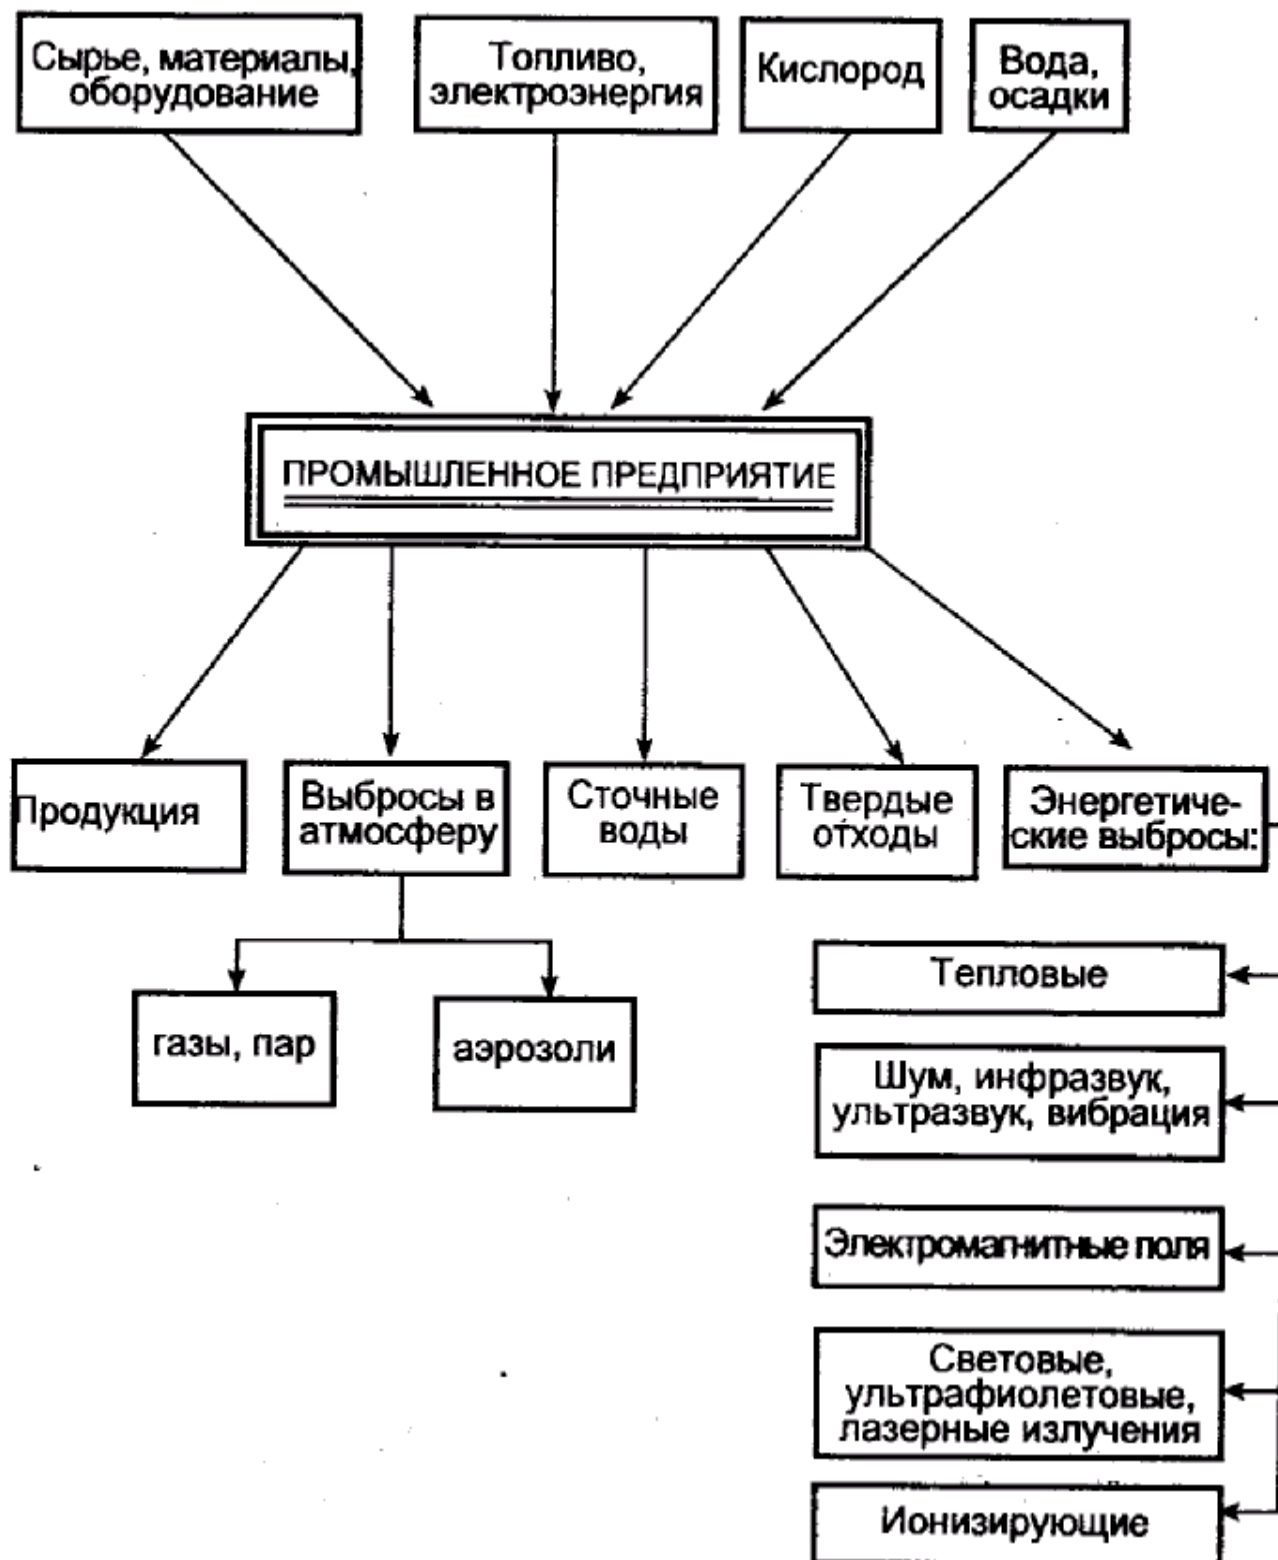 Сырье, материалы,
оборудование
Топливо,
электроэнергия
Кислород
Вода,
осадки
ПРОМЫШЛЕННОЕ ПРЕДПРИЯТИЕ
Продукция
Выбросы в
атмосферу
Сточные
воды
Твердые
отходы
Энергетиче-
ские выбросы:
газы, пар
аэрозоли
Тепловые
Шум, инфразвук,
ультразвук, вибрация
Электромагнитные поля
Световые,
ультрафиолетовые,
лазерные излучения
Ионизирующие